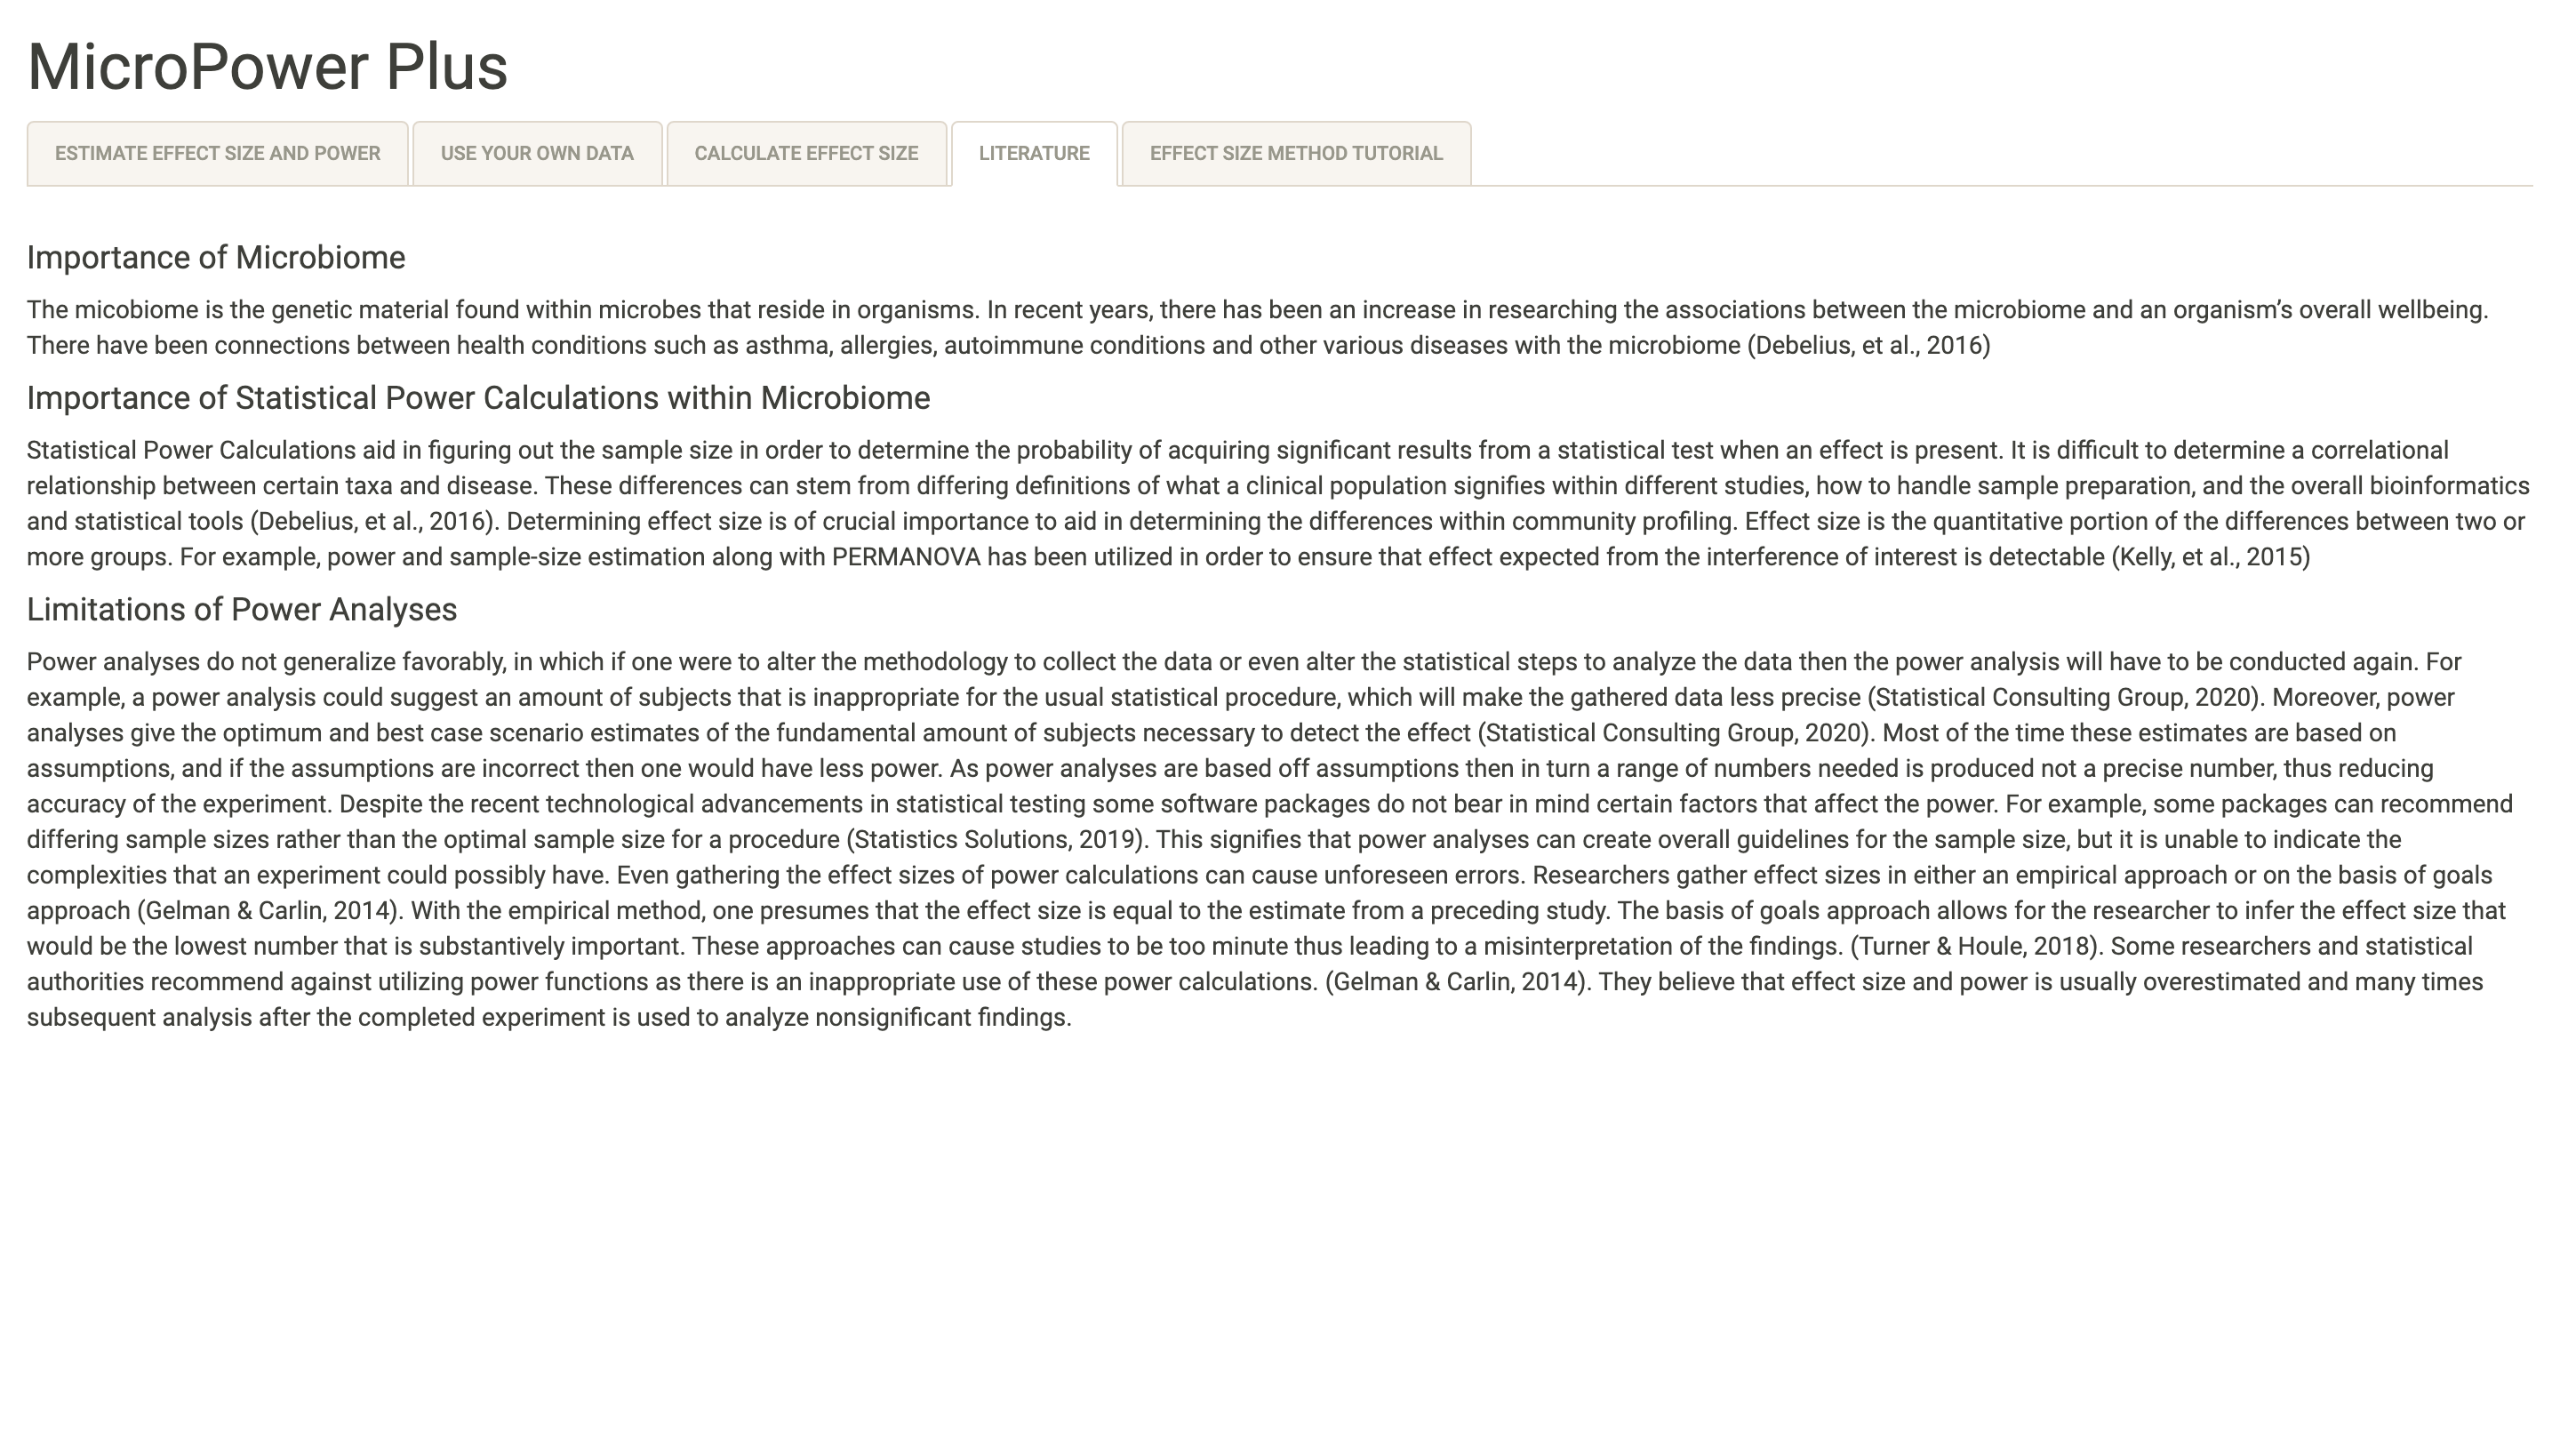 MicroPower Plus
ESTIMATE EFFECT SIZE AND POWER
USE YOUR OWN DATA
CALCULATE EFFECT SIZE
LITERATURE
EFFECT SIZE METHOD TUTORIAL
Importance of Microbiome
The micobiome is the genetic material found within microbes that reside in organisms. In recent years, there has been an increase in researching the associations between the microbiome and an organism’s overall wellbeing.
There have been connections between health conditions such as asthma, allergies, autoimmune conditions and other various diseases with the microbiome (Debelius, et al., 2016)
Importance of Statistical Power Calculations within Microbiome
Statistical Power Calculations aid in figuring out the sample size in order to determine the probability of acquiring significant results from a statistical test when an effect is present. It is difficult to determine a correlational
relationship between certain taxa and disease. These differences can stem from differing definitions of what a clinical population signifies within different studies, how to handle sample preparation, and the overall bioinformatics
and statistical tools (Debelius, et al., 2016). Determining effect size is of crucial importance to aid in determining the differences within community profiling. Effect size is the quantitative portion of the differences between two or
more groups. For example, power and sample-size estimation along with PERMANOVA has been utilized in order to ensure that effect expected from the interference of interest is detectable (Kelly, et al., 2015)
Limitations of Power Analyses
Power analyses do not generalize favorably, in which if one were to alter the methodology to collect the data or even alter the statistical steps to analyze the data then the power analysis will have to be conducted again. For
example, a power analysis could suggest an amount of subjects that is inappropriate for the usual statistical procedure, which will make the gathered data less precise (Statistical Consulting Group, 2020). Moreover, power
analyses give the optimum and best case scenario estimates of the fundamental amount of subjects necessary to detect the effect (Statistical Consulting Group, 2020). Most of the time these estimates are based on
assumptions, and if the assumptions are incorrect then one would have less power. As power analyses are based off assumptions then in turn a range of numbers needed is produced not a precise number, thus reducing
accuracy of the experiment. Despite the recent technological advancements in statistical testing some software packages do not bear in mind certain factors that affect the power. For example, some packages can recommend
differing sample sizes rather than the optimal sample size for a procedure (Statistics Solutions, 2019). This signifies that power analyses can create overall guidelines for the sample size, but it is unable to indicate the
complexities that an experiment could possibly have. Even gathering the effect sizes of power calculations can cause unforeseen errors. Researchers gather effect sizes in either an empirical approach or on the basis of goals
approach (Gelman & Carlin, 2014). With the empirical method, one presumes that the effect size is equal to the estimate from a preceding study. The basis of goals approach allows for the researcher to infer the effect size that
would be the lowest number that is substantively important. These approaches can cause studies to be too minute thus leading to a misinterpretation of the findings. (Turner & Houle, 2018). Some researchers and statistical
authorities recommend against utilizing power functions as there is an inappropriate use of these power calculations. (Gelman & Carlin, 2014). They believe that effect size and power is usually overestimated and many times
subsequent analysis after the completed experiment is used to analyze nonsignificant findings.